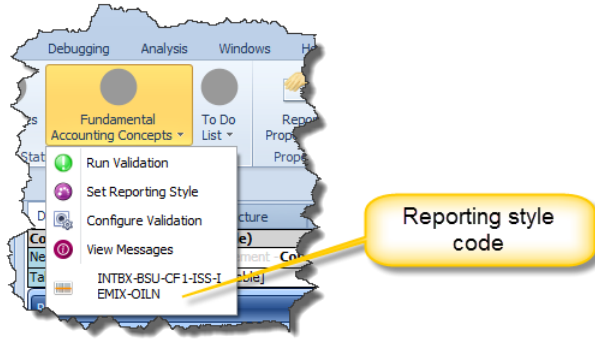 Debugging Analysis Windows
Fundamental
Accounting Concepts
To Do
List
Run Validation
Set Reporting Style
Configure Validation
View Messages
INTBX-BSU-CF1-ISS-I
EMIX-OILN
Reporting style
code